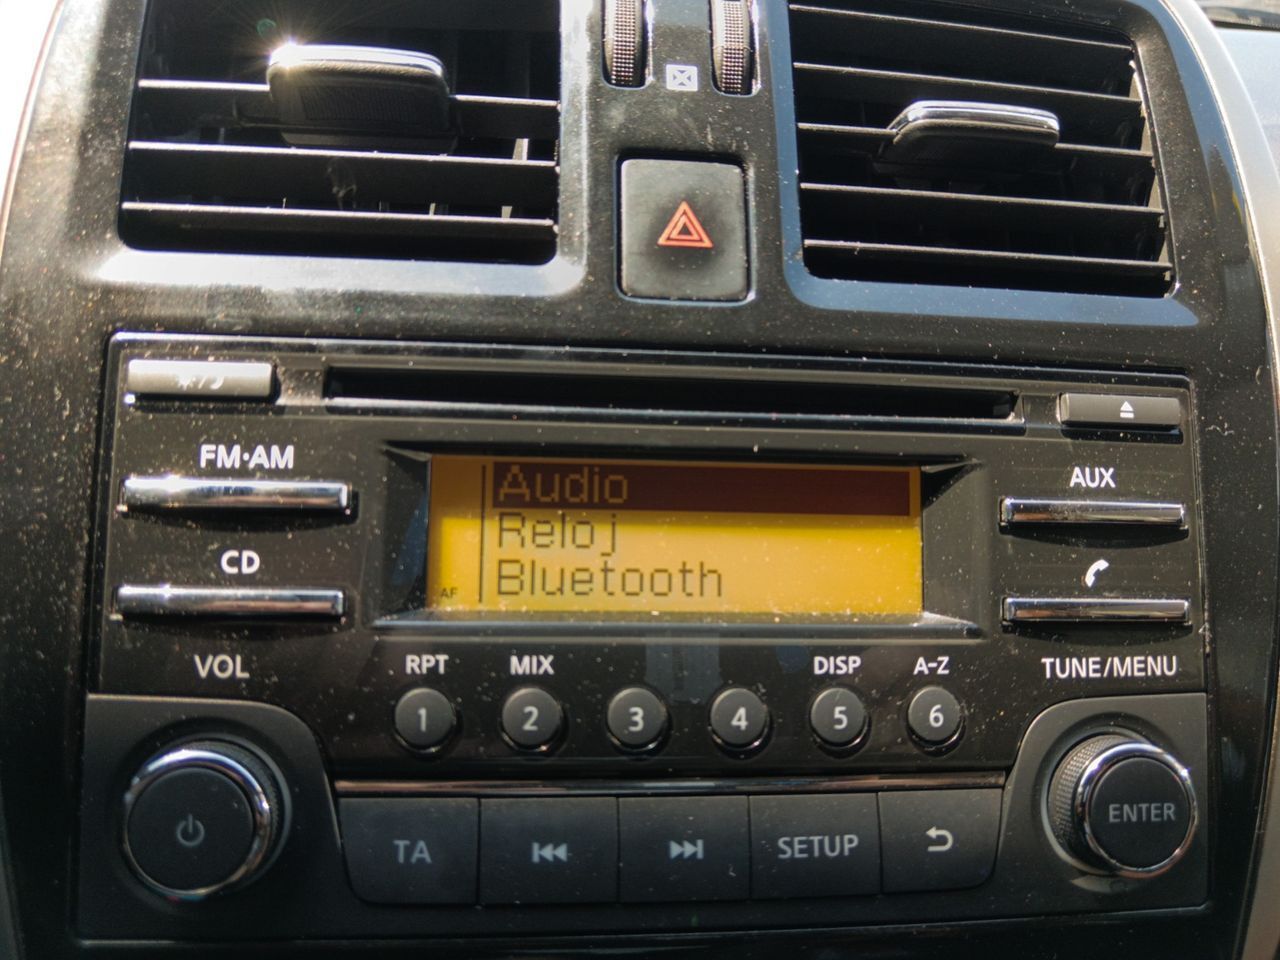 FM•AM
CD
VOL
Audio
Reloj
Bluetooth
AF
AUX
TUNE/MENU
RPT
MIX
DISP
A-Z
1
2
3
4
5
6
TA
SETUP
ENTER